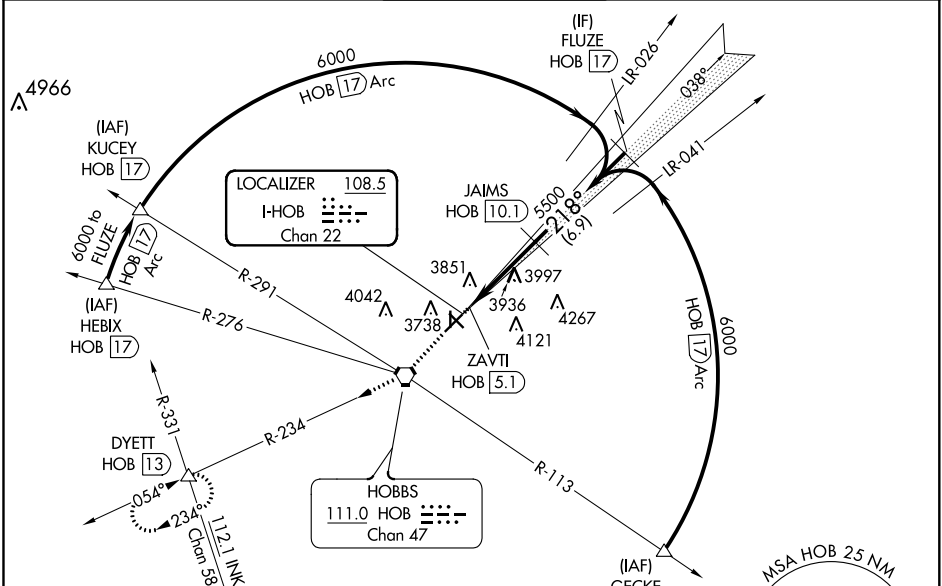 4966
(IAF)
KUCEY
HOB 17
6000
HOB 17 Arc
(IF)
FLUZE
HOB 17
LR-026
038°
LR-041
LOCALIZER 108.5
I-HOB
Chan 22
JAIMS
HOB 10.1
5500
218°
(6.9)
6000 to
FLUZE
HOB 17
Arc
(IAF)
HEBIX
HOB 17
R-291
R-276
3851
3997
3936
4042
3738
4267
4121
ZAVTI
HOB 5.1
6000
HOB 17 Arc
R-331
DYETT
HOB 13
R-234
054°
234°
112.1 INK
Chan 58
HOBBS
111.0 HOB
Chan 47
R-113
(IAF)
MSA HOB 25 NM